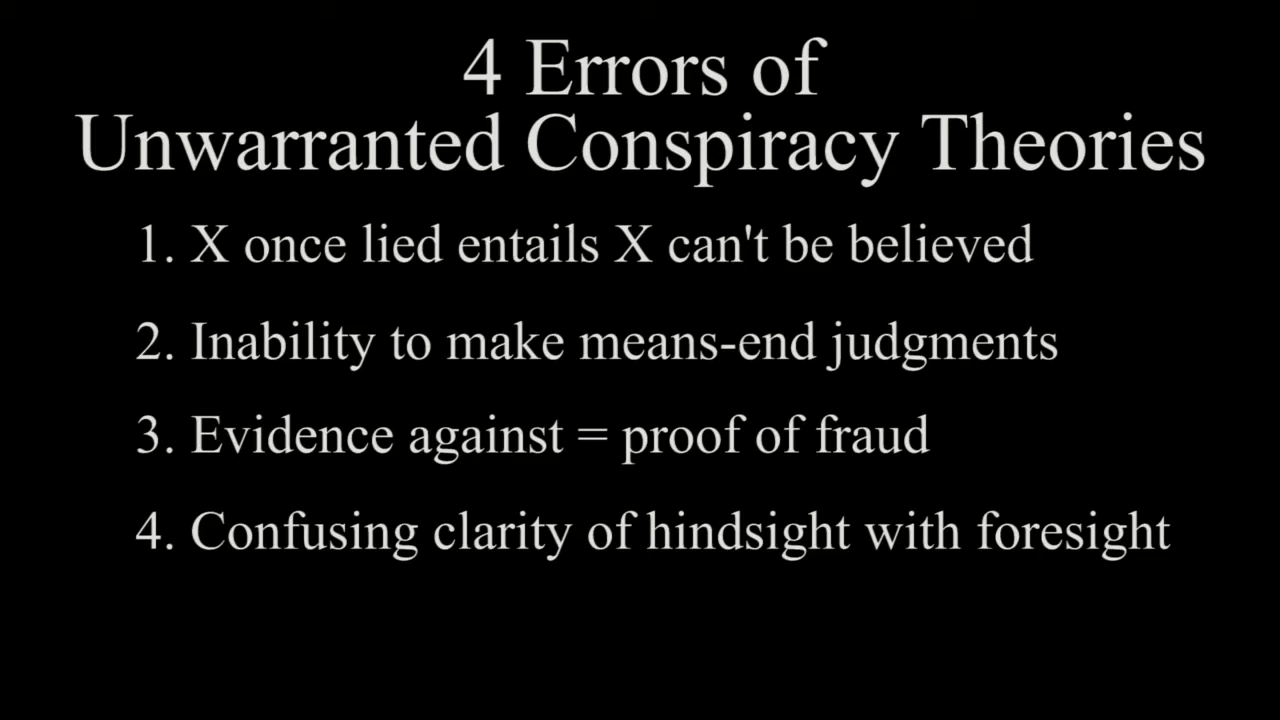 4 Errors of
Unwarranted Conspiracy Theories
1. X once lied entails X can't be believed
2. Inability to make means-end judgments
3. Evidence against = proof of fraud
4. Confusing clarity of hindsight with foresight